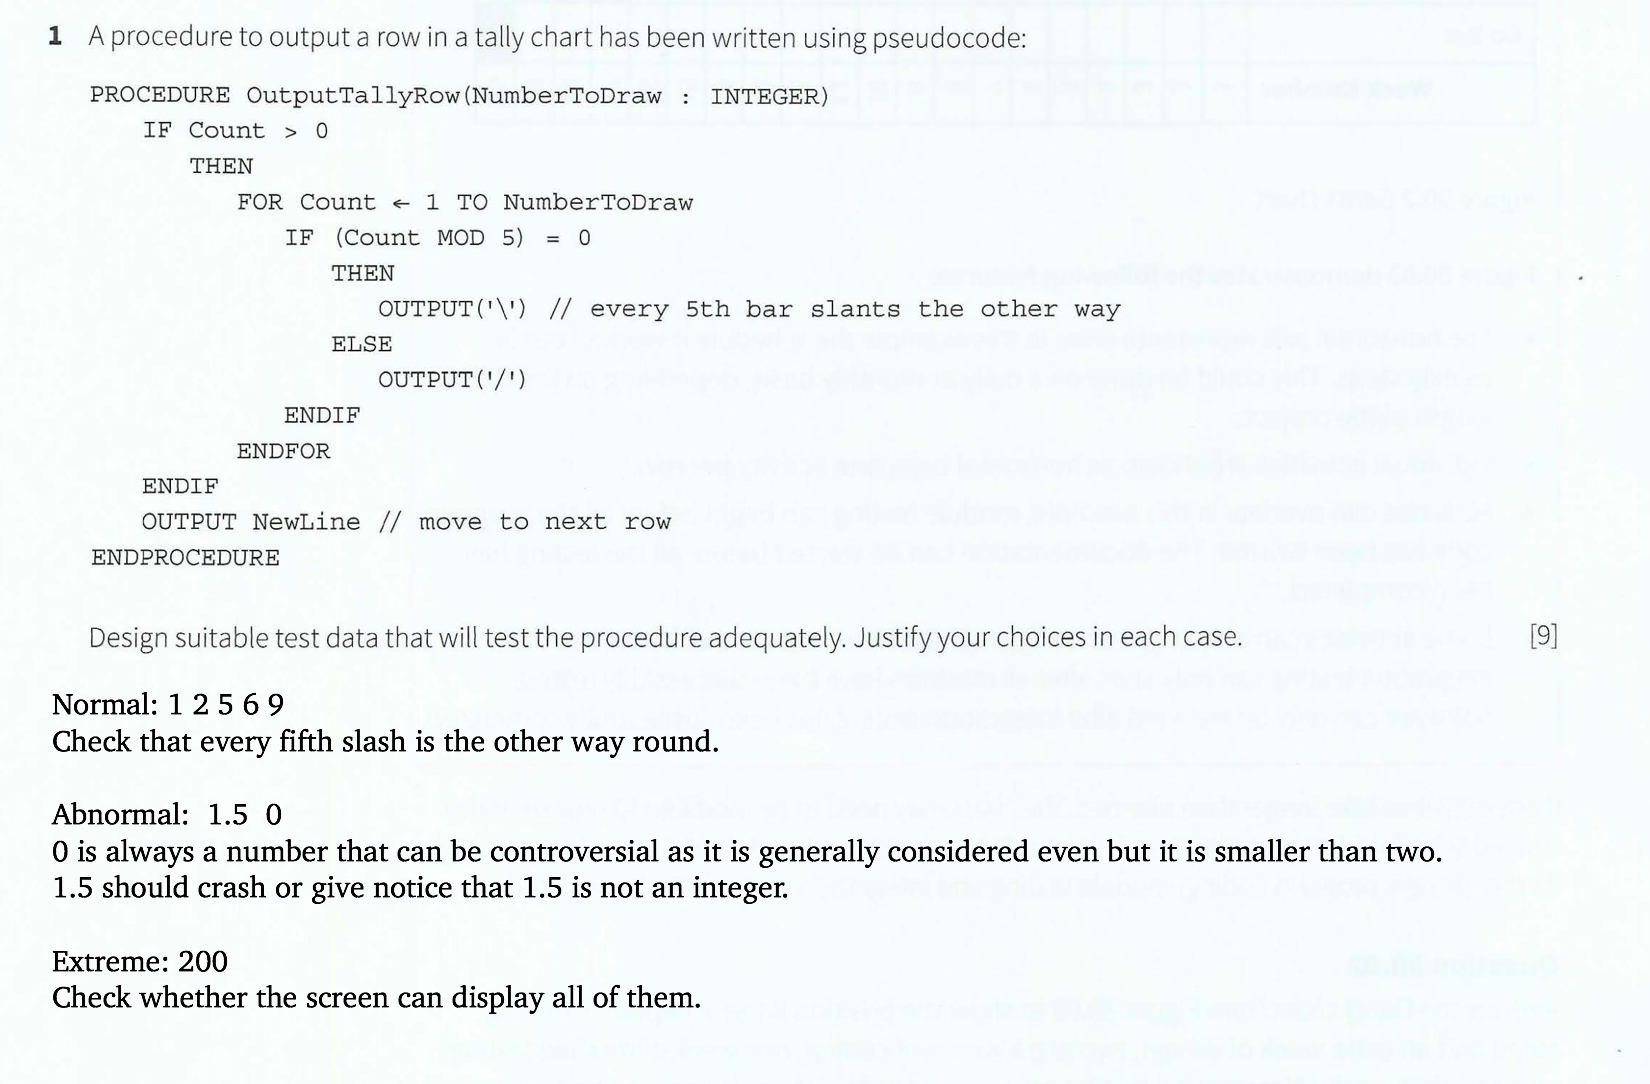 1 A procedure to output a row in a tally chart has been written using pseudocode:
PROCEDURE OutputTallyRow(NumberToDraw : INTEGER)
IF Count > 0
THEN
FOR Count ← 1 TO NumberToDraw
IF (Count MOD 5) = 0
THEN
OUTPUT('\') // every 5th bar slants the other way
ELSE
OUTPUT('/')
ENDIF
ENDFOR
ENDIF
OUTPUT NewLine // move to next row
ENDPROCEDURE
Design suitable test data that will test the procedure adequately. Justify your choices in each case. [9]
Normal: 1 2 5 6 9
Check that every fifth slash is the other way round.
Abnormal: 1.5 0
0 is always a number that can be controversial as it is generally considered even but it is smaller than two.
1.5 should crash or give notice that 1.5 is not an integer.
Extreme: 200
Check whether the screen can display all of them.